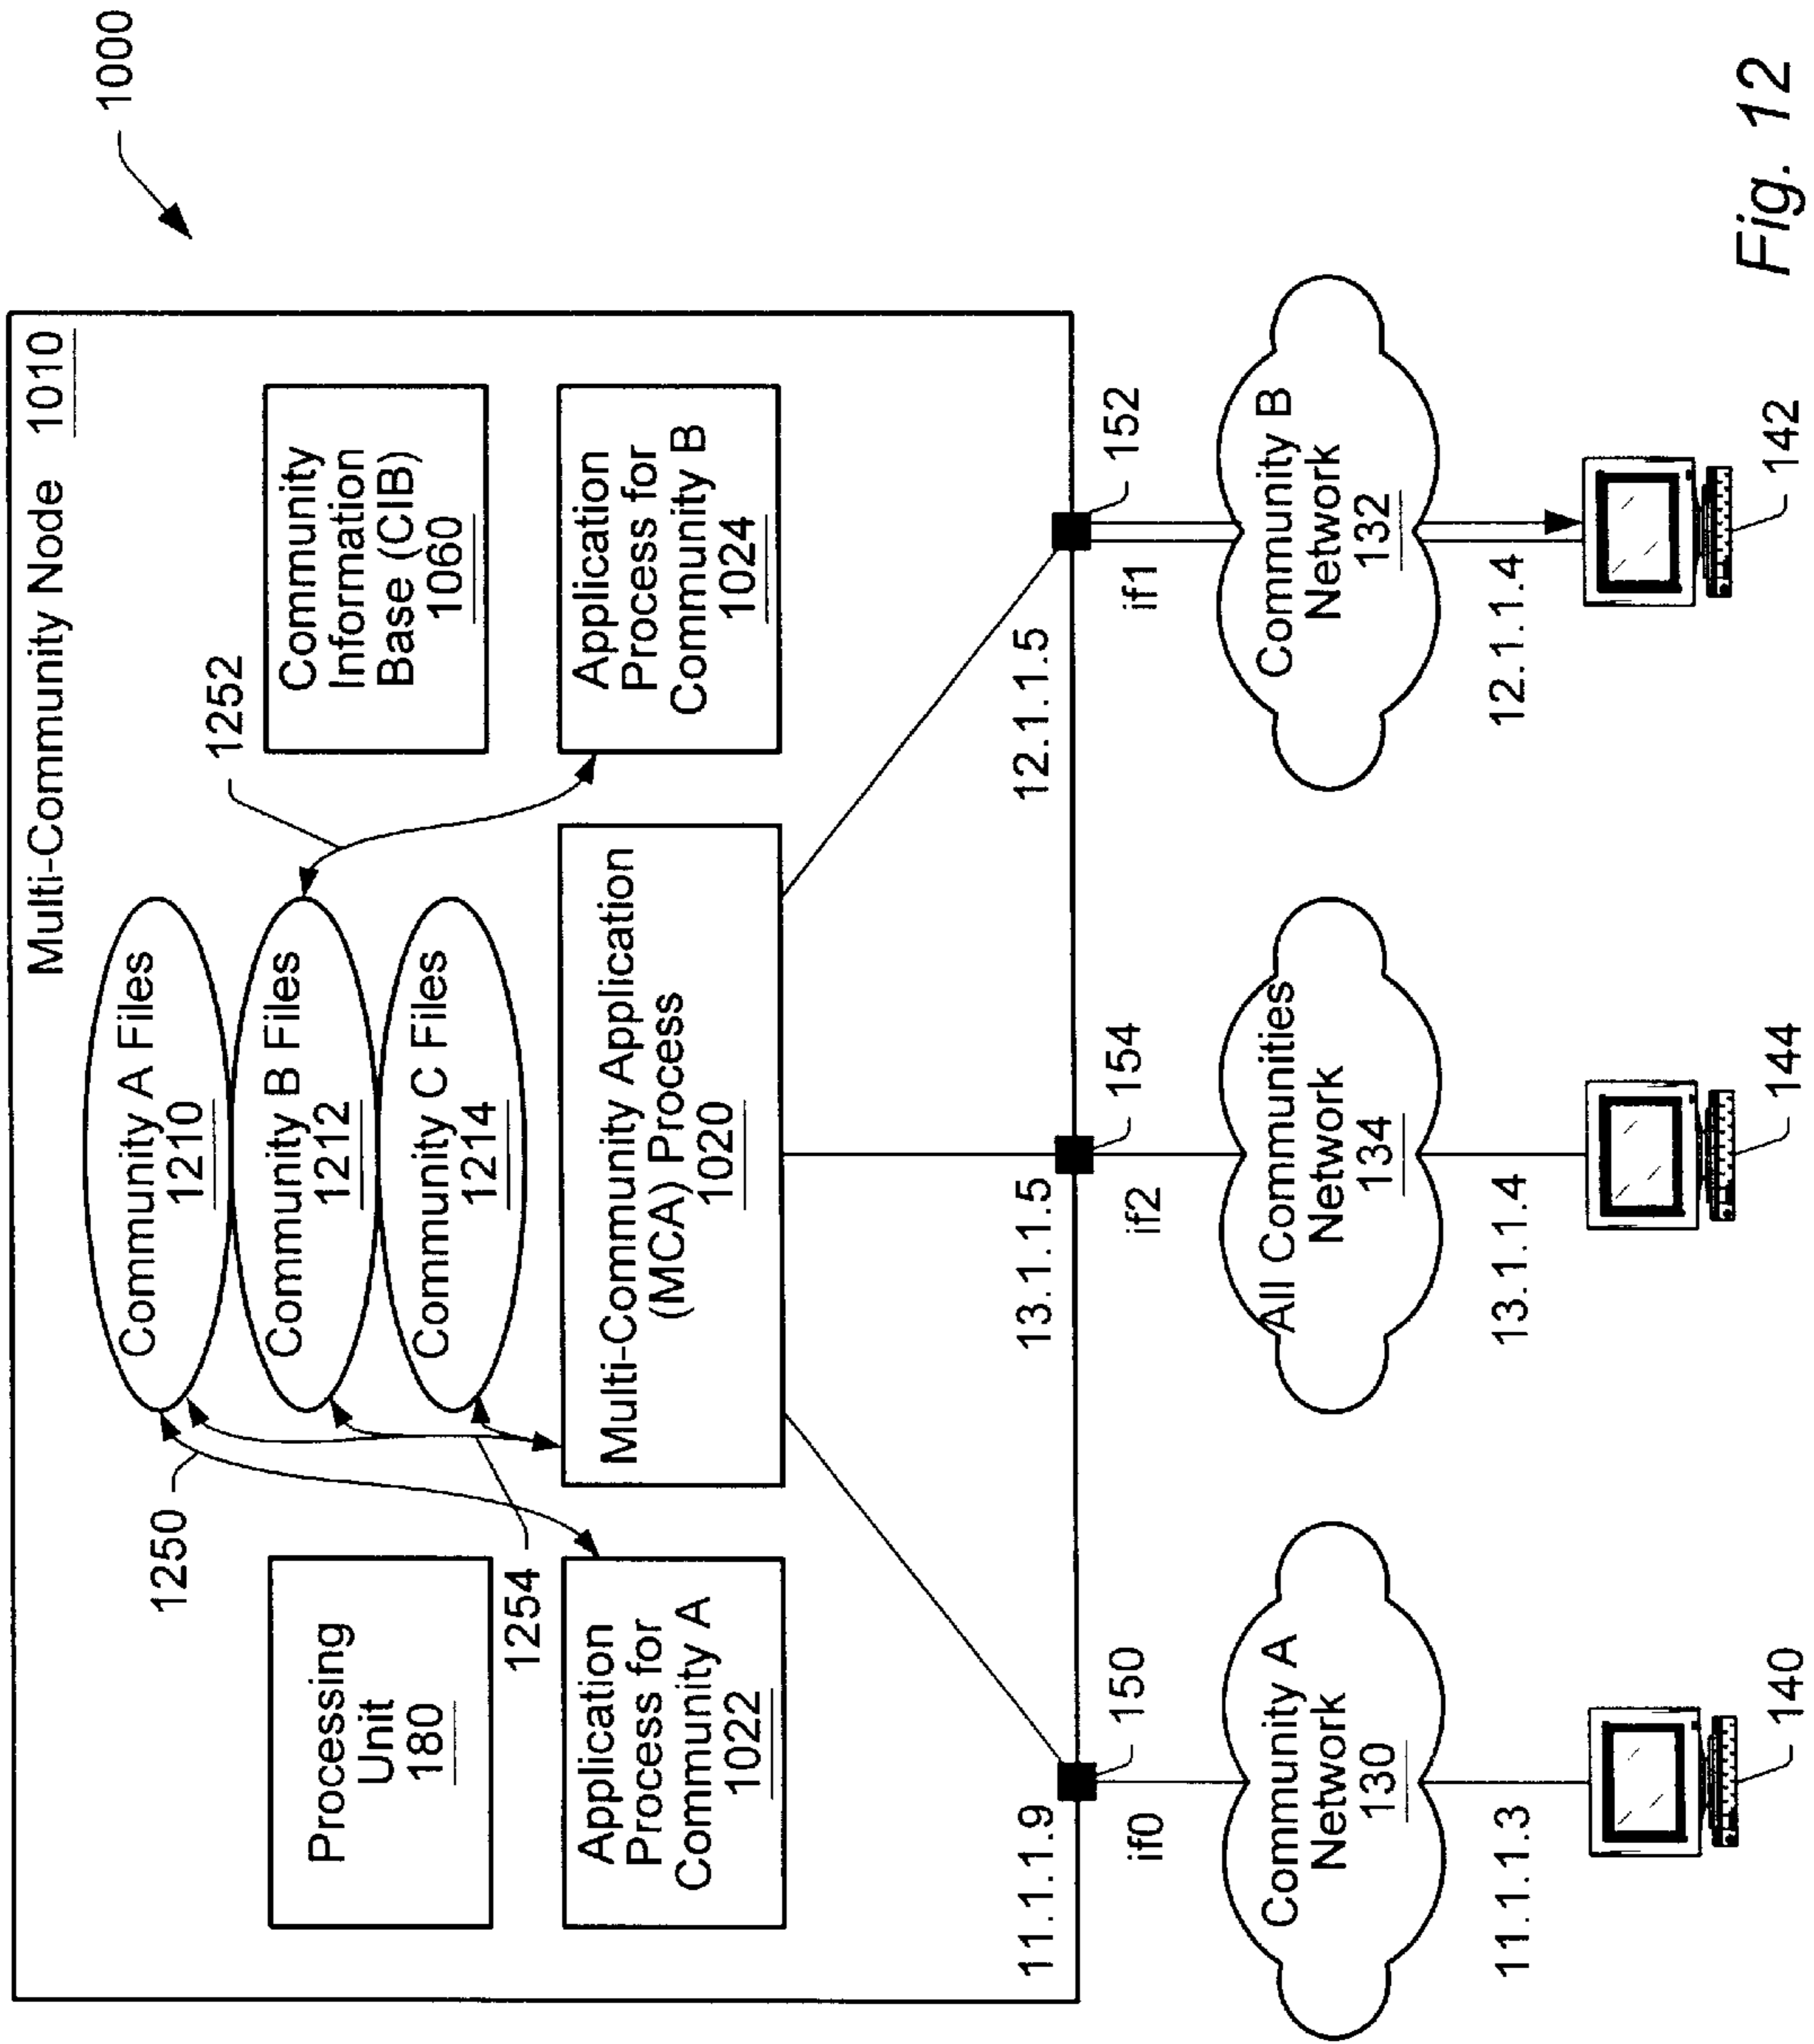 1000
Multi-Community Node 1010
Community A Files
1210
Community B Files
1212
Community C Files
1214
1250
1252
1254
Processing
Unit
180
Community
Information
Base (CIB)
1060
Application
Process for
Community A
1022
Multi-Community Application
(MCA) Process
1020
Application
Process for
Community B
1024
11.1.1.9
13.1.1.5
12.1.1.5
if0
150
if2
154
if1
152
Community A
Network
130
All Communities
Network
134
Community B
Network
132
11.1.1.3
13.1.1.4
12.1.1.4
140
144
142
Fig. 12